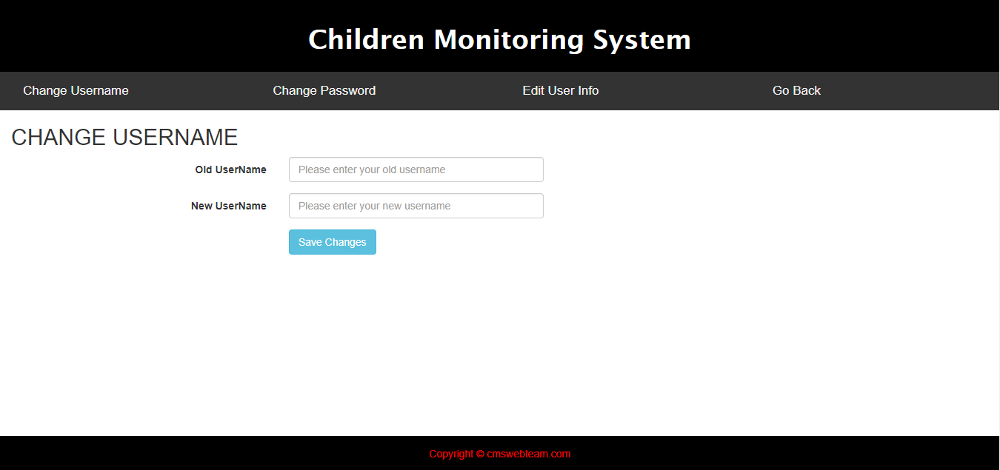 Children Monitoring System
Change Username Change Password Edit User Info Go Back
CHANGE USERNAME
Old UserName Please enter your old username
New UserName Please enter your new username
Save Changes
Copyright © cmswebteam.com